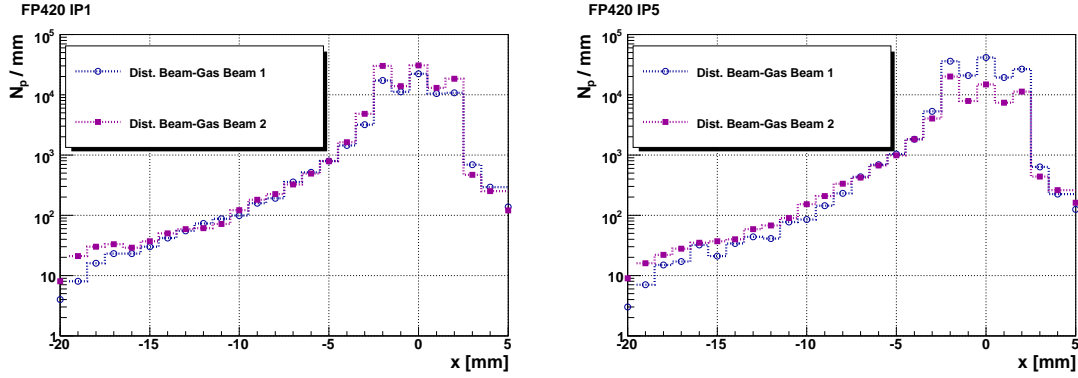 FP420 IP1
N_p / mm
10^5
10^4
10^3
10^2
10
1
Dist. Beam-Gas Beam 1
Dist. Beam-Gas Beam 2
-20 -15 -10 -5 0 5
x [mm]
FP420 IP5
N_p / mm
10^5
10^4
10^3
10^2
10
1
Dist. Beam-Gas Beam 1
Dist. Beam-Gas Beam 2
-20 -15 -10 -5 0 5
x [mm]